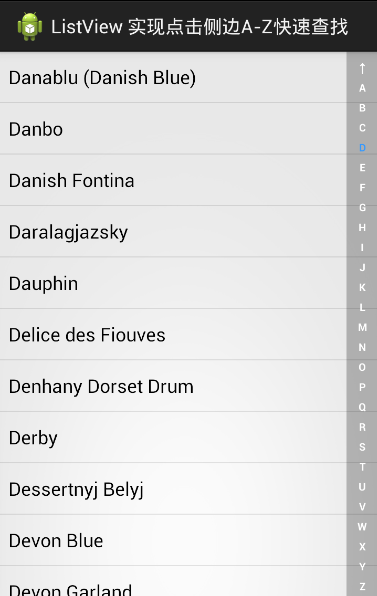 ListView 实现点击侧边A-Z快速查找
Danablu (Danish Blue)
Danbo
Danish Fontina
Daralagjazsky
Dauphin
Delice des Fiouves
Denhany Dorset Drum
Derby
Dessertnyj Belyj
Devon Blue
Devon Garland
↑
A
B
C
D
E
F
G
H
I
J
K
L
M
N
O
P
Q
R
S
T
U
V
W
X
Y
Z